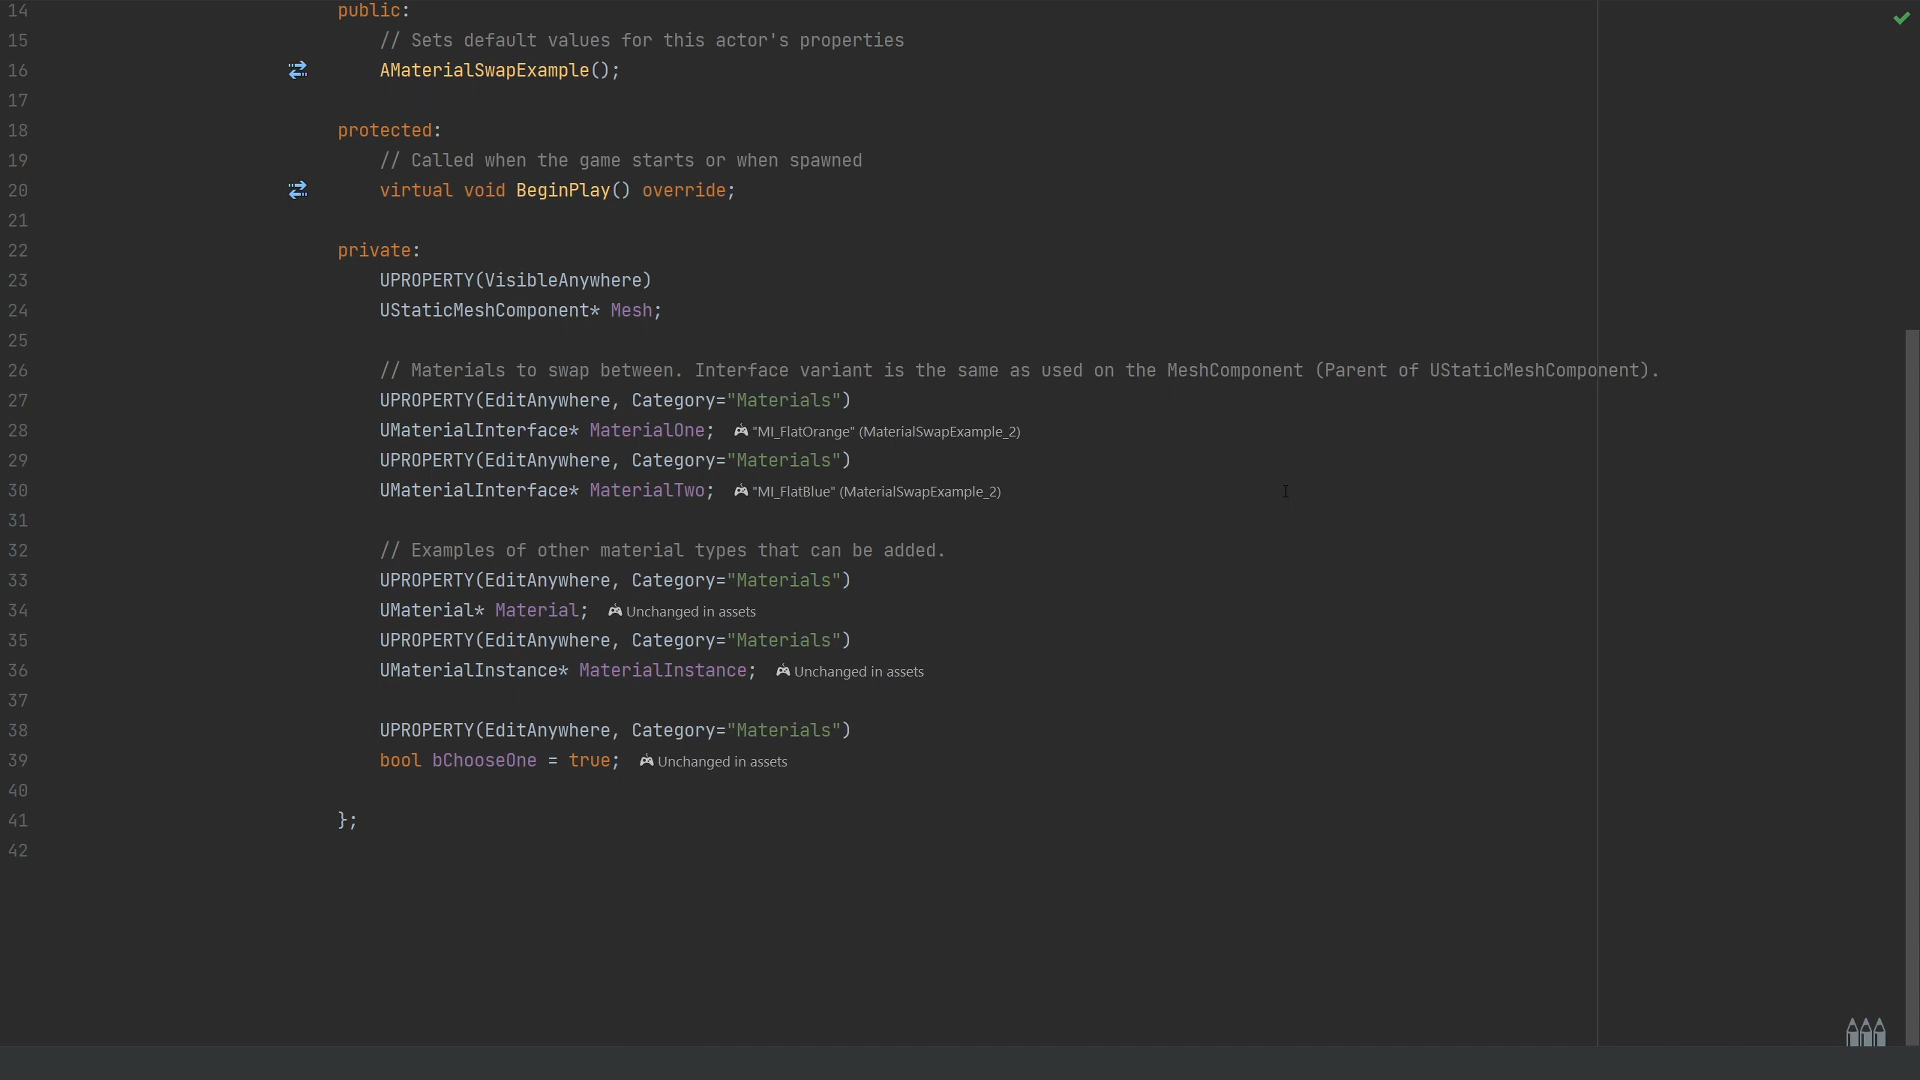 14 public:
15 // Sets default values for this actor's properties
16 AMaterialSwapExample();
17
18 protected:
19 // Called when the game starts or when spawned
20 virtual void BeginPlay() override;
21
22 private:
23 UPROPERTY(VisibleAnywhere)
24 UStaticMeshComponent* Mesh;
25
26 // Materials to swap between. Interface variant is the same as used on the MeshComponent (Parent of UStaticMeshComponent).
27 UPROPERTY(EditAnywhere, Category="Materials")
28 UMaterialInterface* MaterialOne; "MI_FlatOrange" (MaterialSwapExample_2)
29 UPROPERTY(EditAnywhere, Category="Materials")
30 UMaterialInterface* MaterialTwo; "MI_FlatBlue" (MaterialSwapExample_2)
31
32 // Examples of other material types that can be added.
33 UPROPERTY(EditAnywhere, Category="Materials")
34 UMaterial* Material; Unchanged in assets
35 UPROPERTY(EditAnywhere, Category="Materials")
36 UMaterialInstance* MaterialInstance; Unchanged in assets
37
38 UPROPERTY(EditAnywhere, Category="Materials")
39 bool bChooseOne = true; Unchanged in assets
40
41 };
42